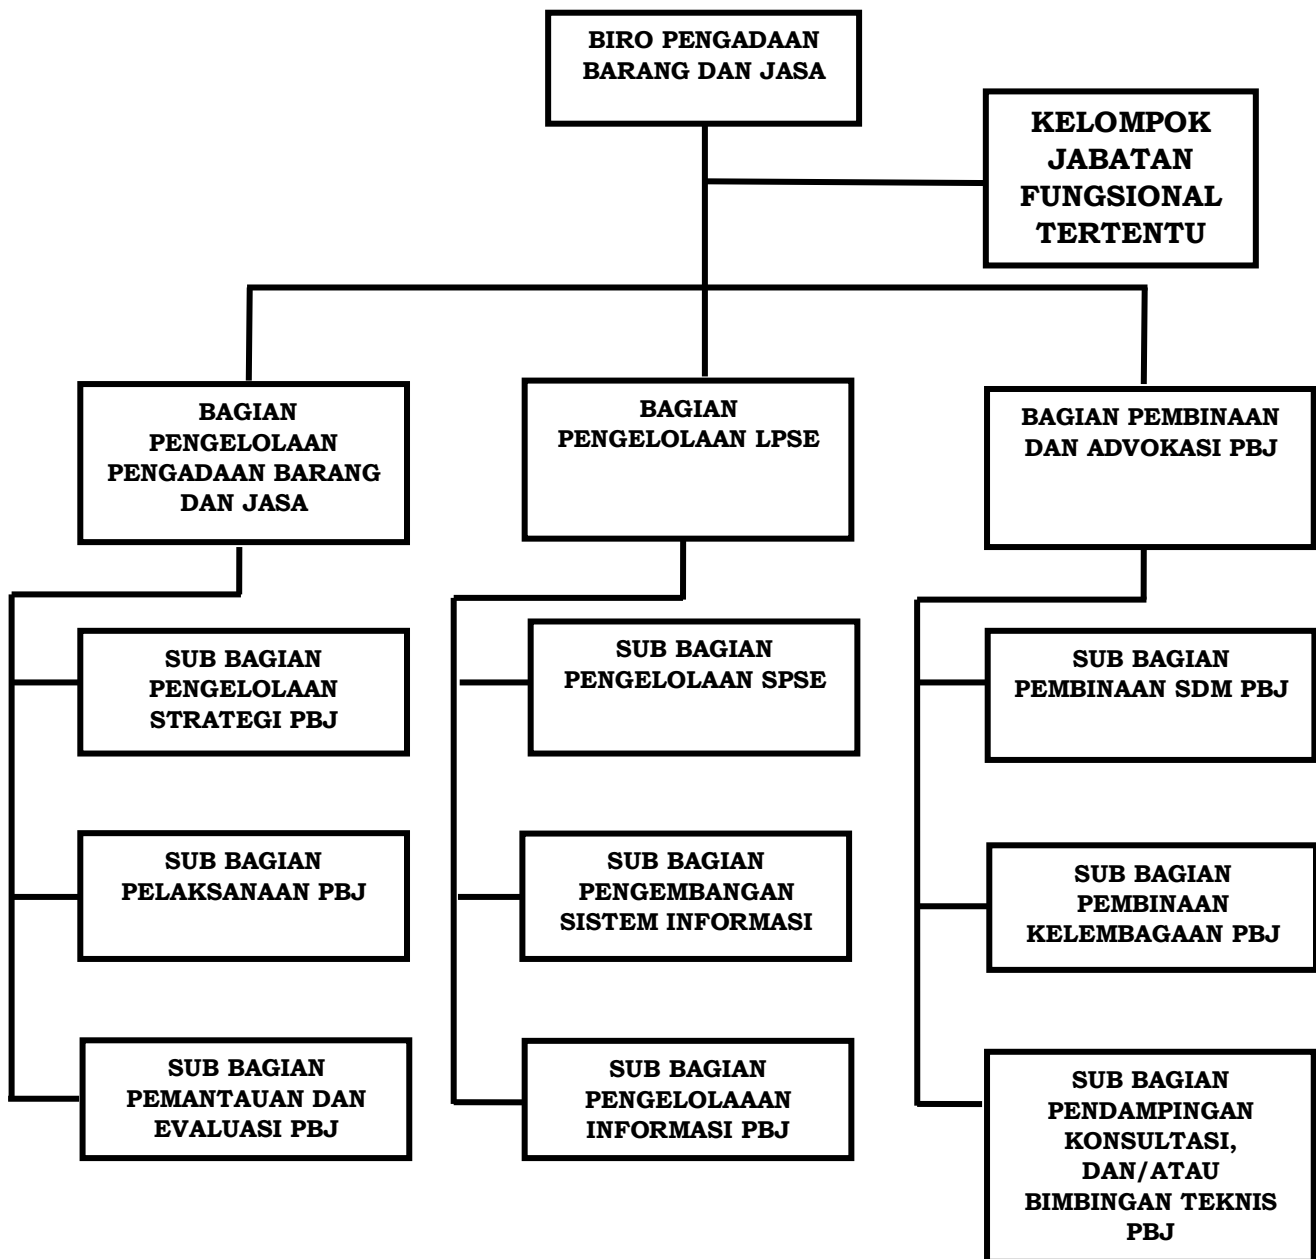 BIRO PENGADAAN
BARANG DAN JASA
KELOMPOK
JABATAN
FUNGSIONAL
TERTENTU
BAGIAN
PENGELOLAAN
PENGADAAN BARANG
DAN JASA
BAGIAN
PENGELOLAAN LPSE
BAGIAN PEMBINAAN
DAN ADVOKASI PBJ
SUB BAGIAN
PENGELOLAAN
STRATEGI PBJ
SUB BAGIAN
PENGELOLAAN SPSE
SUB BAGIAN
PEMBINAAN SDM PBJ
SUB BAGIAN
PELAKSANAAN PBJ
SUB BAGIAN
PENGEMBANGAN
SISTEM INFORMASI
SUB BAGIAN
PEMBINAAN
KELEMBAGAAN PBJ
SUB BAGIAN
PEMANTAUAN DAN
EVALUASI PBJ
SUB BAGIAN
PENGELOLAAAN
INFORMASI PBJ
SUB BAGIAN
PENDAMPINGAN
KONSULTASI,
DAN/ATAU
BIMBINGAN TEKNIS
PBJ